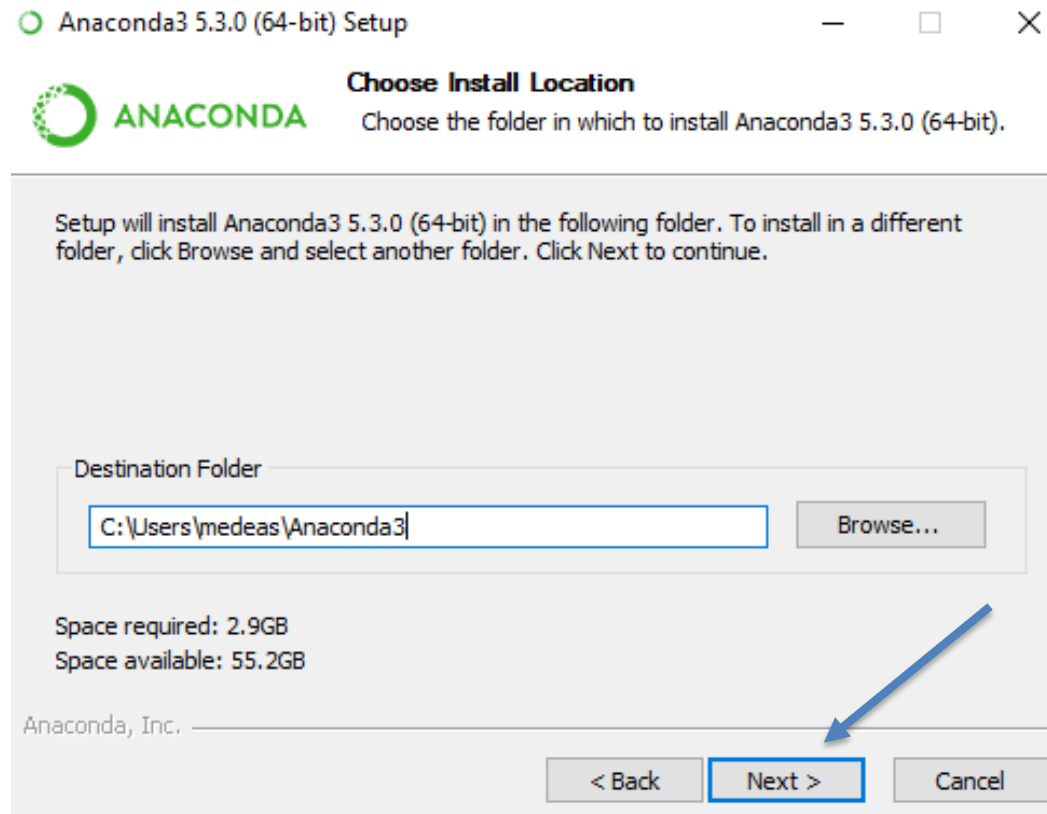 Anaconda3 5.3.0 (64-bit) Setup
ANACONDA
Choose Install Location
Choose the folder in which to install Anaconda3 5.3.0 (64-bit).
Setup will install Anaconda3 5.3.0 (64-bit) in the following folder. To install in a different
folder, click Browse and select another folder. Click Next to continue.
Destination Folder
C:\Users\medeas\Anaconda3
Browse...
Space required: 2.9GB
Space available: 55.2GB
Anaconda, Inc.
< Back
Next >
Cancel